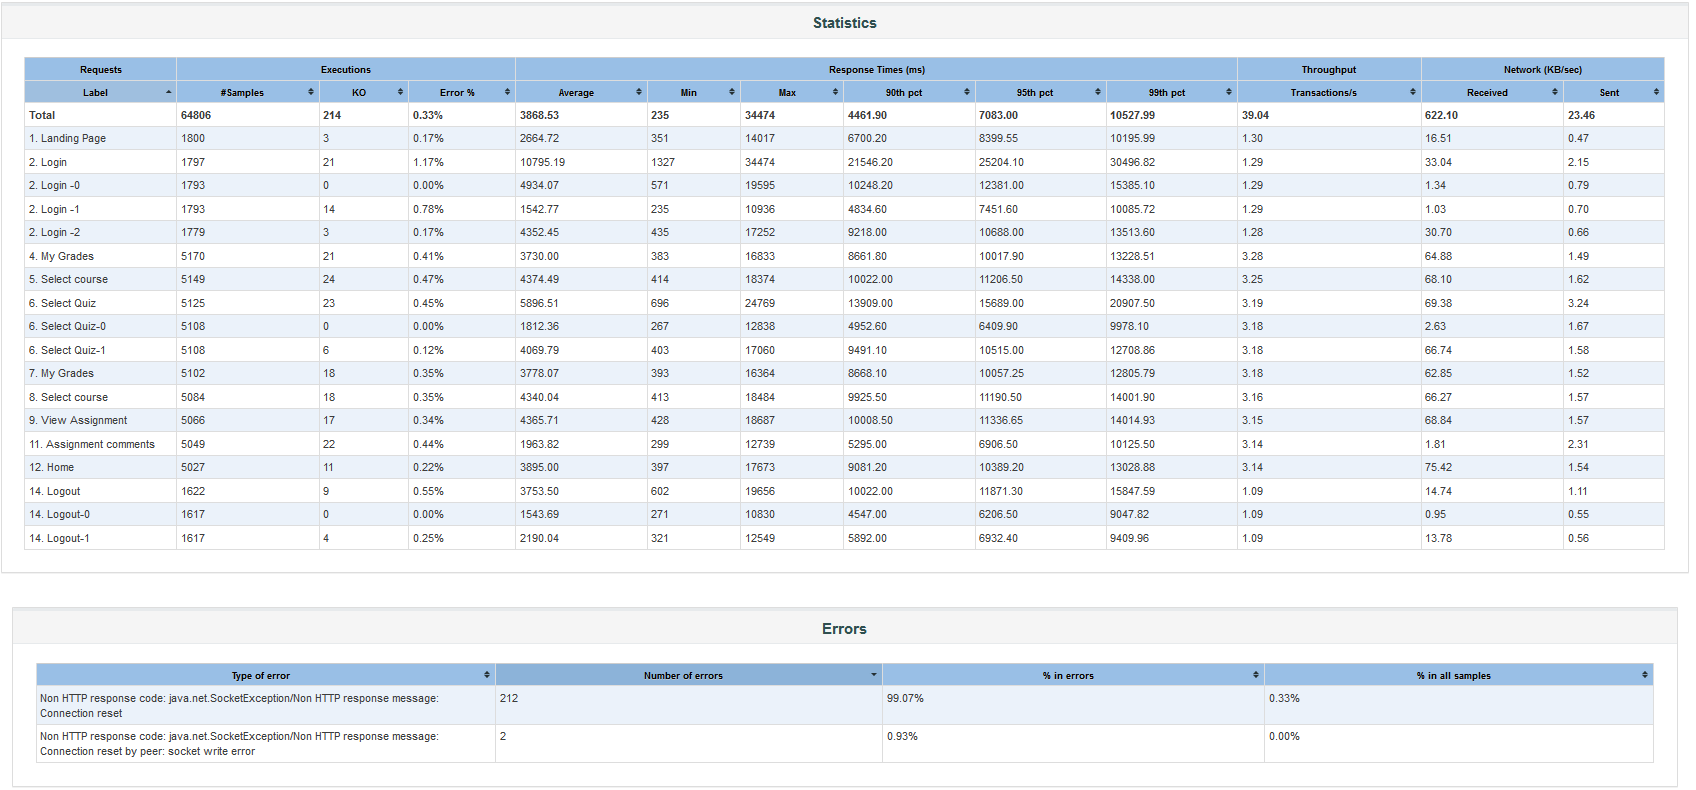 Statistics
Requests Executions Response Times (ms) Throughput Network (KB/sec)
Label #Samples KO Error % Average Min Max 90th pct 95th pct 99th pct Transactions/s Received Sent
Total 64806 214 0.33% 3868.53 235 34474 4461.90 7083.00 10527.99 39.04 622.10 23.46
1. Landing Page 1800 3 0.17% 2664.72 351 14017 6700.20 8399.55 10195.99 1.30 16.51 0.47
2. Login 1797 21 1.17% 10795.19 1327 34474 21546.20 25204.10 30496.82 1.29 33.04 2.15
2. Login -0 1793 0 0.00% 4934.07 571 19595 10248.20 12381.00 15385.10 1.29 1.34 0.79
2. Login -1 1793 14 0.78% 1542.77 235 10936 4834.60 7451.60 10085.72 1.29 1.03 0.70
2. Login -2 1779 3 0.17% 4352.45 435 17252 9218.00 10688.00 13513.60 1.28 30.70 0.66
4. My Grades 5170 21 0.41% 3730.00 383 16833 8661.80 10017.90 13228.51 3.28 64.88 1.49
5. Select course 5149 24 0.47% 4374.49 414 18374 10022.00 11206.50 14338.00 3.25 68.10 1.62
6. Select Quiz 5125 23 0.45% 5896.51 696 24769 13909.00 15689.00 20907.50 3.19 69.38 3.24
6. Select Quiz-0 5108 0 0.00% 1812.36 267 12838 4952.60 6409.90 9978.10 3.18 2.63 1.67
6. Select Quiz-1 5108 6 0.12% 4069.79 403 17060 9491.10 10515.00 12708.86 3.18 66.74 1.58
7. My Grades 5102 18 0.35% 3778.07 393 16364 8668.10 10057.25 12805.79 3.18 62.85 1.52
8. Select course 5084 18 0.35% 4340.04 413 18484 9925.50 11190.50 14001.90 3.16 66.27 1.57
9. View Assignment 5066 17 0.34% 4365.71 428 18687 10008.50 11336.65 14014.93 3.15 68.84 1.57
11. Assignment comments 5049 22 0.44% 1963.82 299 12739 5295.00 6906.50 10125.50 3.14 1.81 2.31
12. Home 5027 11 0.22% 3895.00 397 17673 9081.20 10389.20 13028.88 3.14 75.42 1.54
14. Logout 1622 9 0.55% 3753.50 602 19656 10022.00 11871.30 15847.59 1.09 14.74 1.11
14. Logout-0 1617 0 0.00% 1543.69 271 10830 4547.00 6206.50 9047.82 1.09 0.95 0.55
14. Logout-1 1617 4 0.25% 2190.04 321 12549 5892.00 6932.40 9409.96 1.09 13.78 0.56
Errors
Type of error Number of errors % in errors % in all samples
Non HTTP response code: java.net.SocketException/Non HTTP response message: 212 99.07% 0.33%
Connection reset
Non HTTP response code: java.net.SocketException/Non HTTP response message: 2 0.93% 0.00%
Connection reset by peer: socket write error